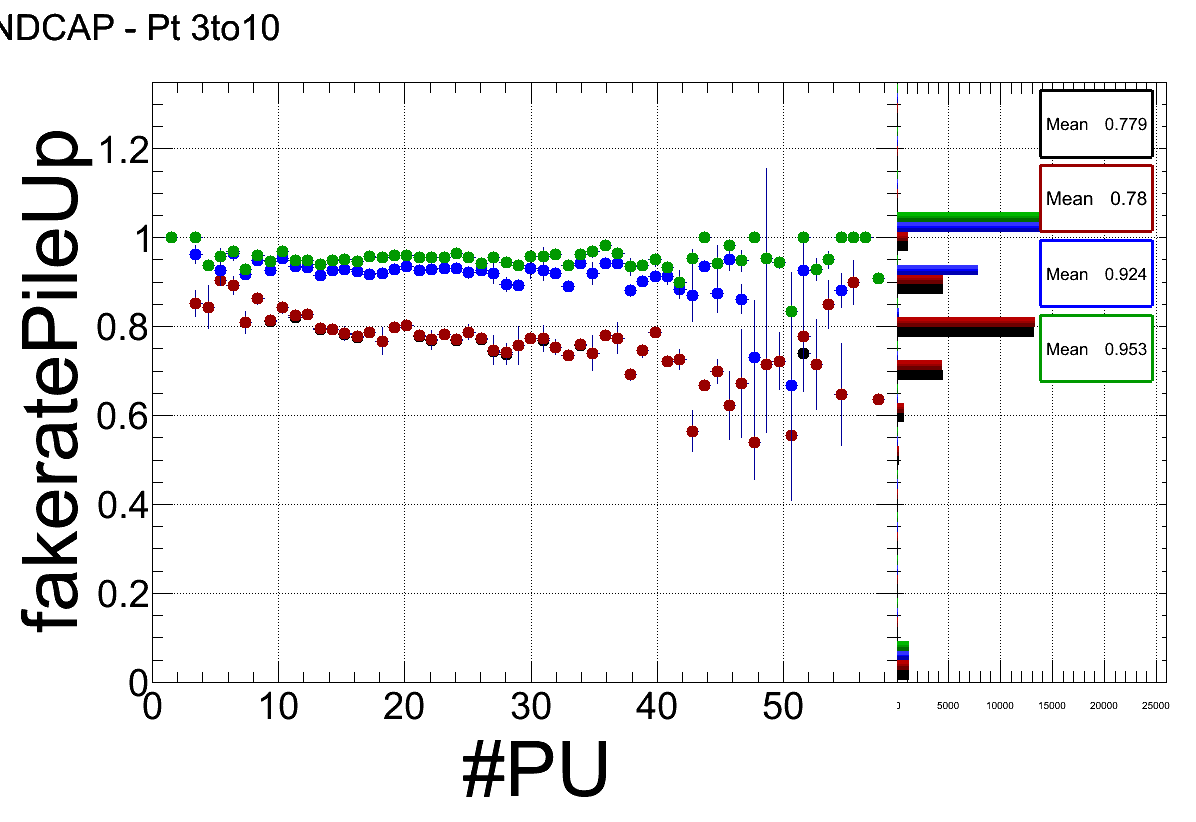 NDCAP - Pt 3to10
fakeratePileUp
1.2
1
0.8
0.6
0.4
0.2
0
0 10 20 30 40 50
#PU
Mean 0.779
Mean 0.78
Mean 0.924
Mean 0.953
5000 10000 15000 20000 25000